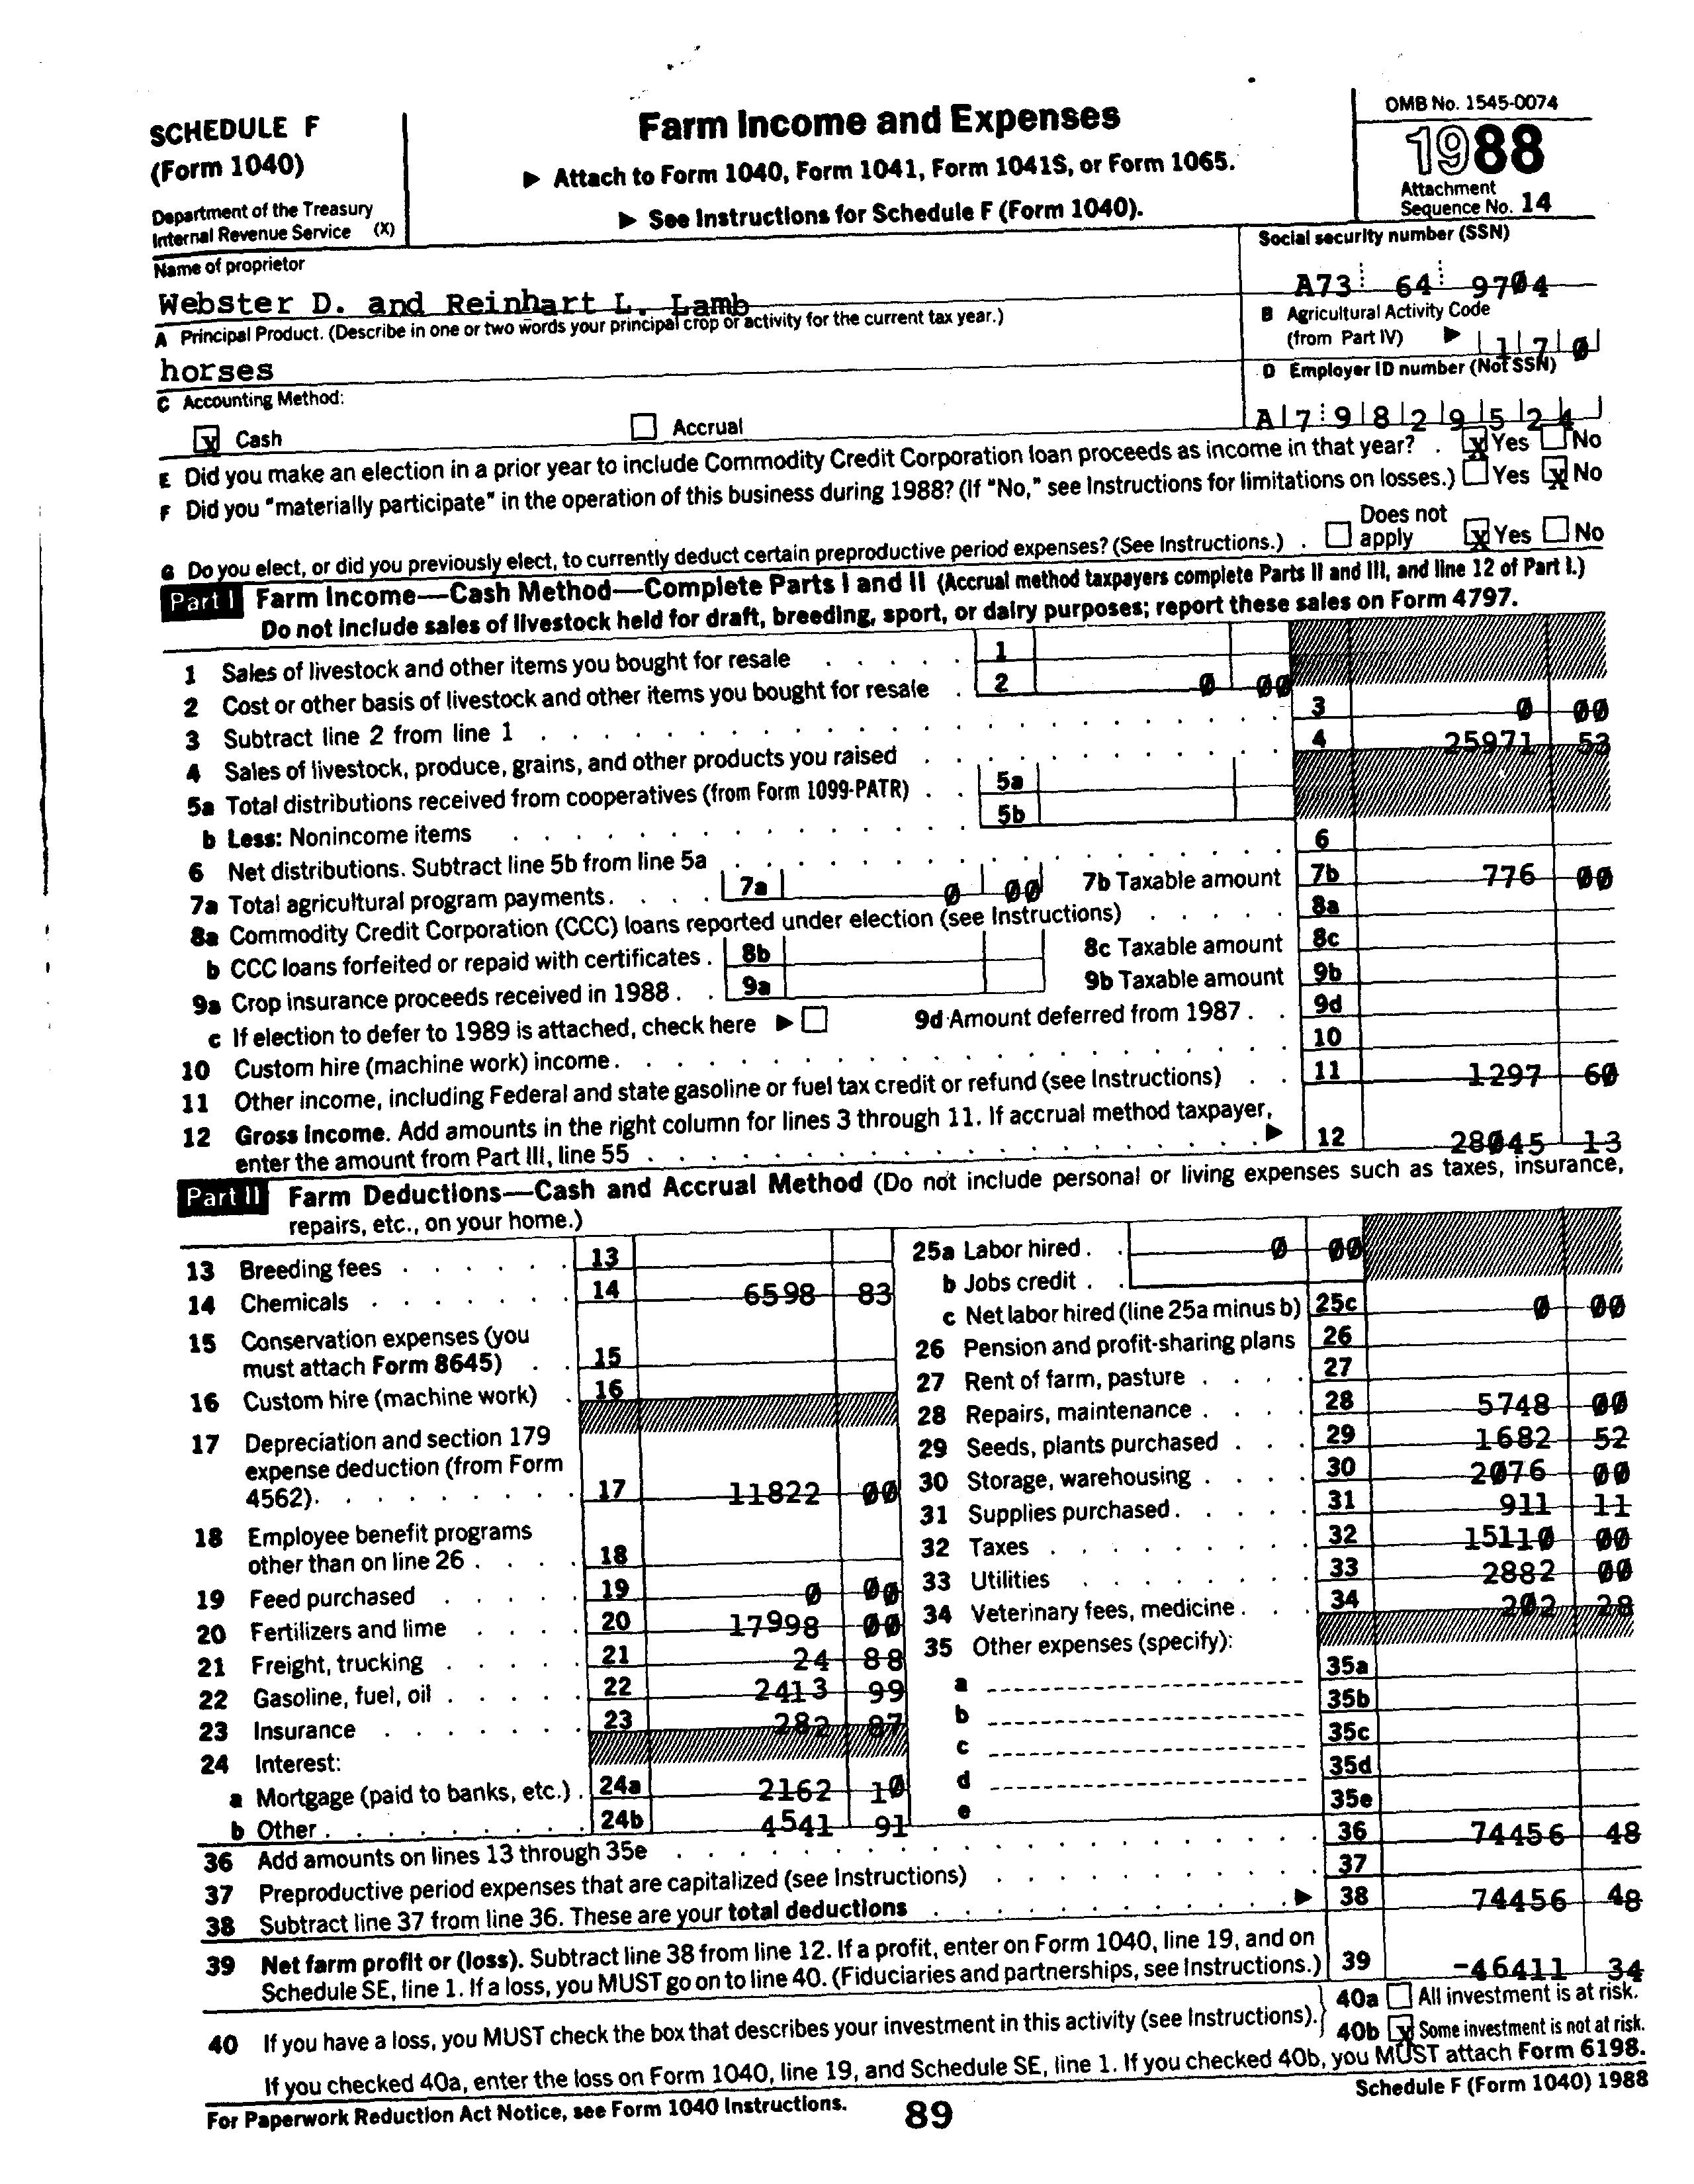 SCHEDULE F
(Form 1040)
Department of the Treasury
Internal Revenue Service (X)
Farm Income and Expenses
▶ Attach to Form 1040, Form 1041, Form 1041S, or Form 1065.
▶ See Instructions for Schedule F (Form 1040).
OMB No. 1545-0074
1988
Attachment
Sequence No. 14
Name of proprietor
Webster D. and Reinhart L. Lamb
Social security number (SSN)
A73 64 9704
A Principal Product. (Describe in one or two words your principal crop or activity for the current tax year.)
horses
B Agricultural Activity Code
(from Part IV) ▶ 170
C Accounting Method:
x Cash Accrual
D Employer ID number (Not SSN)
A79829524
E Did you make an election in a prior year to include Commodity Credit Corporation loan proceeds as income in that year? . x Yes No
F Did you "materially participate" in the operation of this business during 1988? (If "No," see Instructions for limitations on losses.) Yes x No
G Do you elect, or did you previously elect, to currently deduct certain preproductive period expenses? (See Instructions.) . Does not apply x Yes No
Part I Farm Income—Cash Method—Complete Parts I and II (Accrual method taxpayers complete Parts II and III, and line 12 of Part I.)
Do not include sales of livestock held for draft, breeding, sport, or dairy purposes; report these sales on Form 4797.
1 Sales of livestock and other items you bought for resale 1
2 Cost or other basis of livestock and other items you bought for resale 2 0 00
3 Subtract line 2 from line 1 3 0 00
4 Sales of livestock, produce, grains, and other products you raised 4 25971 53
5a Total distributions received from cooperatives (from Form 1099-PATR) 5a
b Less: Nonincome items 5b
6 Net distributions. Subtract line 5b from line 5a 6
7a Total agricultural program payments. 7a 0 00 7b Taxable amount 7b 776 00
8a Commodity Credit Corporation (CCC) loans reported under election (see Instructions) 8a
b CCC loans forfeited or repaid with certificates . 8b 8c Taxable amount 8c
9a Crop insurance proceeds received in 1988 . 9a 9b Taxable amount 9b
c If election to defer to 1989 is attached, check here ▶ 9d Amount deferred from 1987 . 9d
10 Custom hire (machine work) income 10
11 Other income, including Federal and state gasoline or fuel tax credit or refund (see Instructions) 11 1297 60
12 Gross income. Add amounts in the right column for lines 3 through 11. If accrual method taxpayer,
enter the amount from Part III, line 55 ▶ 12 28045 13
Part II Farm Deductions—Cash and Accrual Method (Do not include personal or living expenses such as taxes, insurance,
repairs, etc., on your home.)
13 Breeding fees 13
14 Chemicals 14 6598 83
15 Conservation expenses (you
must attach Form 8645) 15
16 Custom hire (machine work) 16
17 Depreciation and section 179
expense deduction (from Form
4562). 17 11822 00
18 Employee benefit programs
other than on line 26 . 18
19 Feed purchased 19 0 00
20 Fertilizers and lime 20 17998 00
21 Freight, trucking 21 24 88
22 Gasoline, fuel, oil 22 2413 99
23 Insurance 23 282 87
24 Interest:
a Mortgage (paid to banks, etc.) . 24a 2162 10
b Other . 24b 4541 91
25a Labor hired . 0 00
b Jobs credit .
c Net labor hired (line 25a minus b) 25c 0 00
26 Pension and profit-sharing plans 26
27 Rent of farm, pasture 27
28 Repairs, maintenance 28 5748 00
29 Seeds, plants purchased 29 1682 52
30 Storage, warehousing 30 2076 00
31 Supplies purchased 31 911 11
32 Taxes 32 15110 00
33 Utilities 33 2882 00
34 Veterinary fees, medicine 34 202 28
35 Other expenses (specify):
a 35a
b 35b
c 35c
d 35d
e 35e
36 Add amounts on lines 13 through 35e 36 74456 48
37 Preproductive period expenses that are capitalized (see Instructions) 37
38 Subtract line 37 from line 36. These are your total deductions ▶ 38 74456 48
39 Net farm profit or (loss). Subtract line 38 from line 12. If a profit, enter on Form 1040, line 19, and on
Schedule SE, line 1. If a loss, you MUST go on to line 40. (Fiduciaries and partnerships, see Instructions.) 39 -46411 34
40 If you have a loss, you MUST check the box that describes your investment in this activity (see Instructions).
40a All investment is at risk.
40b x Some investment is not at risk.
If you checked 40a, enter the loss on Form 1040, line 19, and Schedule SE, line 1. If you checked 40b, you MUST attach Form 6198.
For Paperwork Reduction Act Notice, see Form 1040 Instructions.
89
Schedule F (Form 1040) 1988